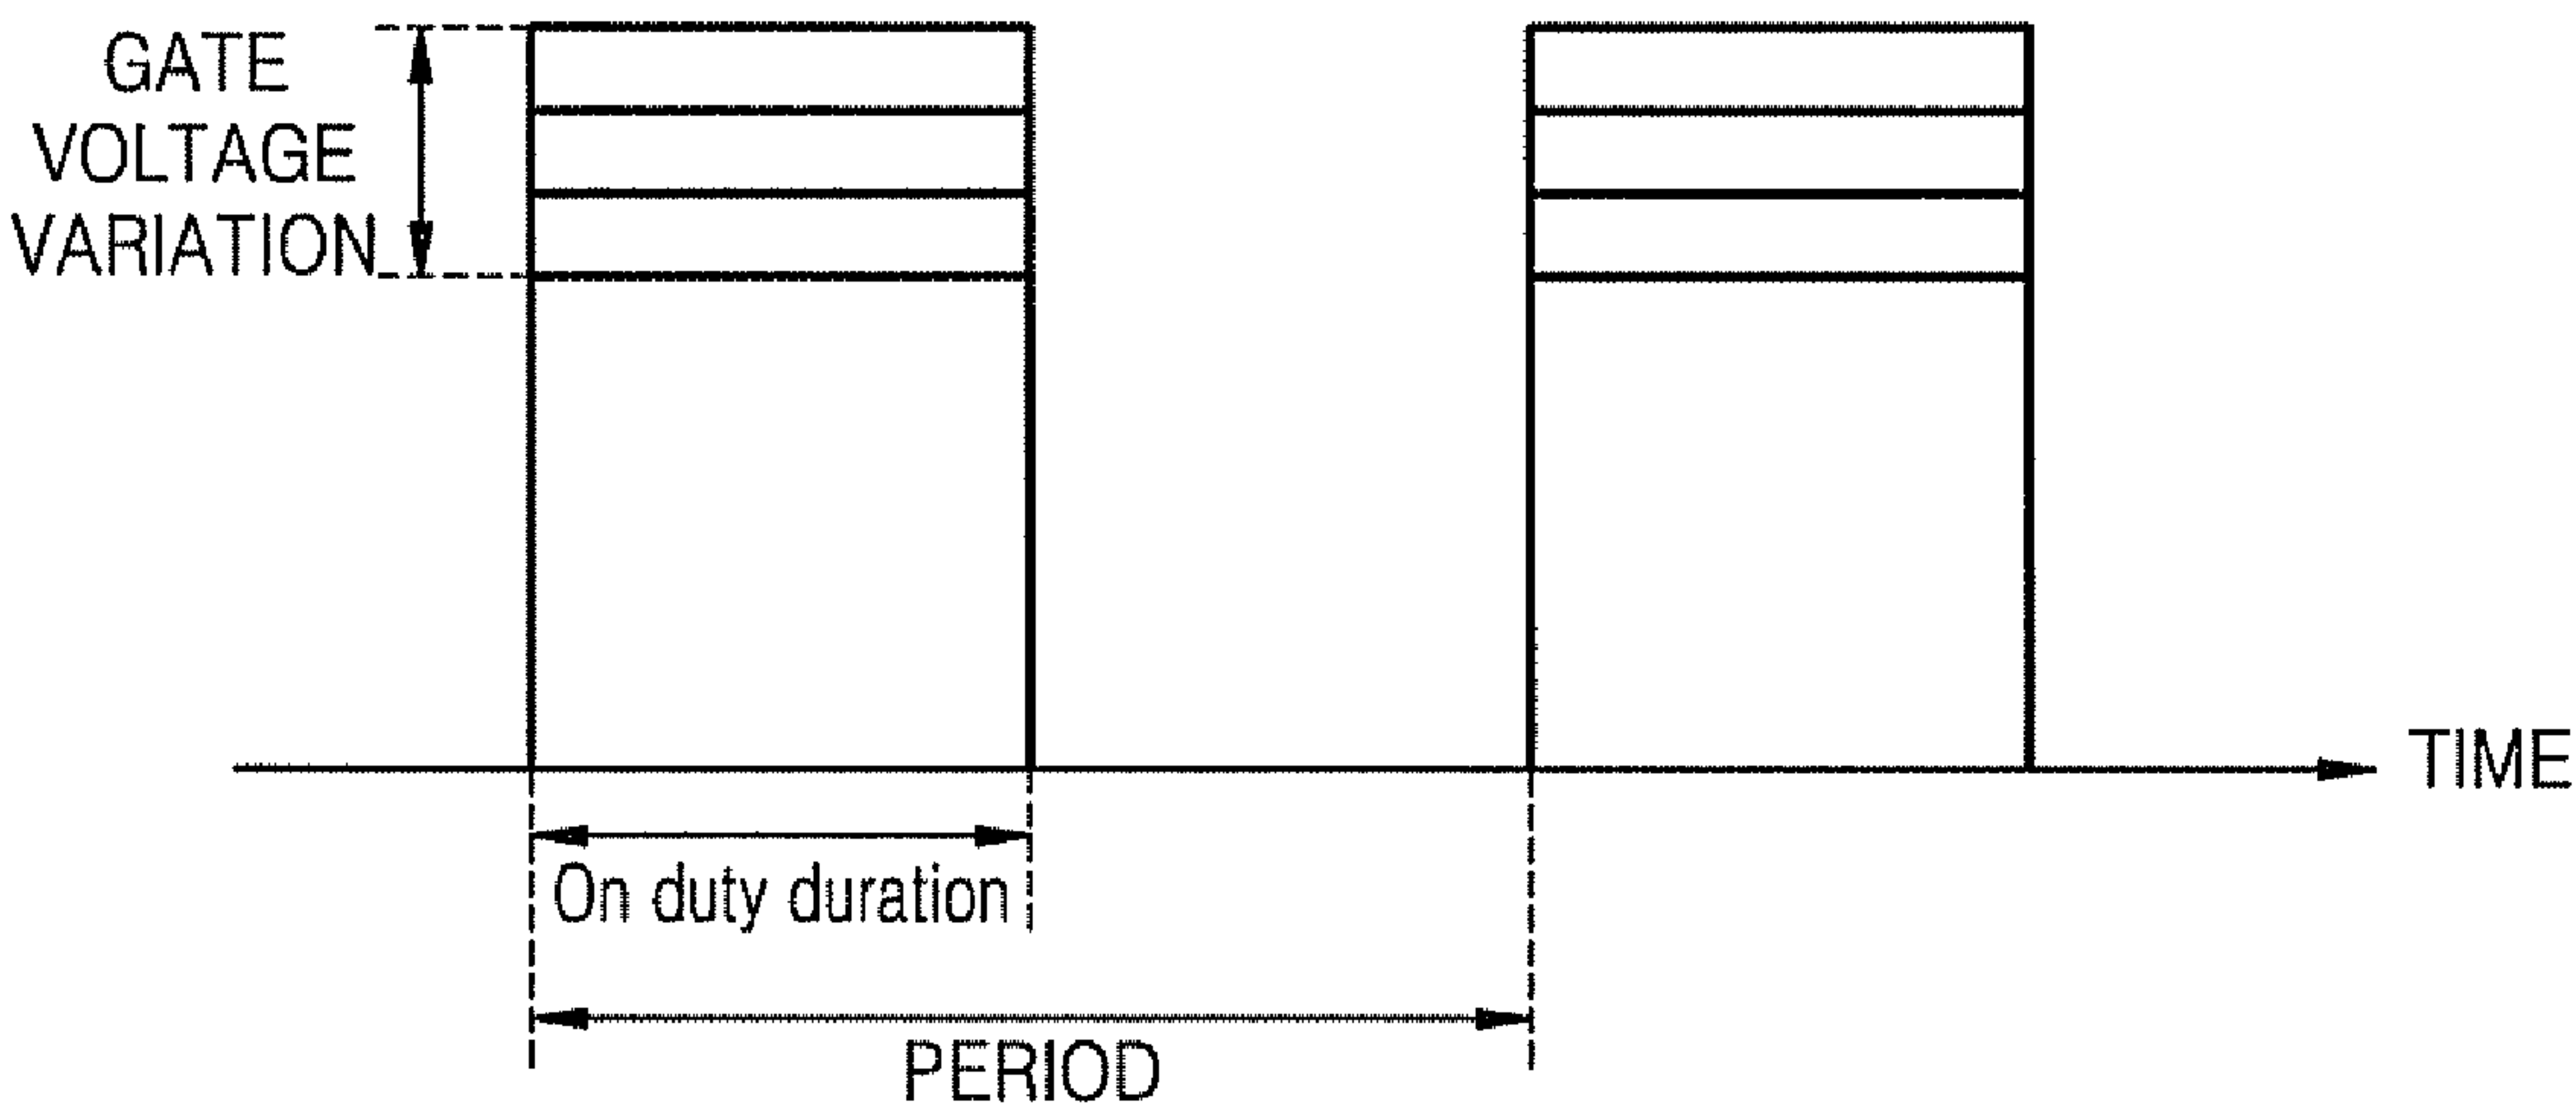 GATE
VOLTAGE
VARIATION
TIME
On duty duration
PERIOD